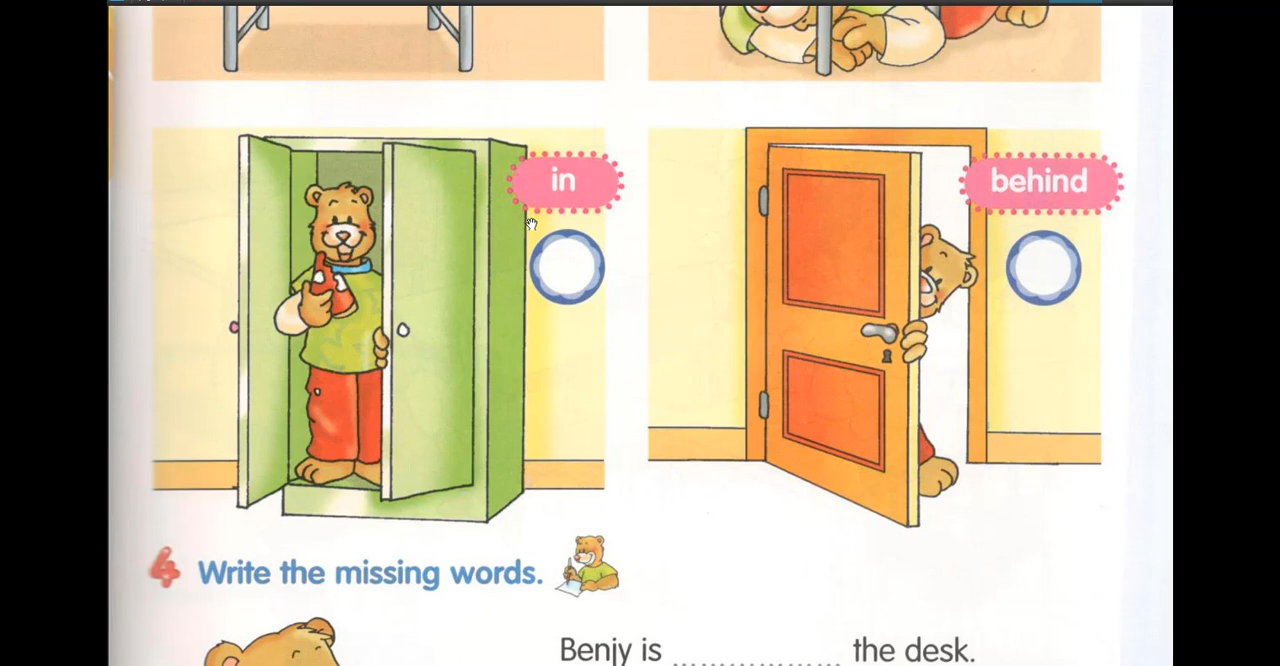 in
behind
4 Write the missing words.
Benjy is ................. the desk.